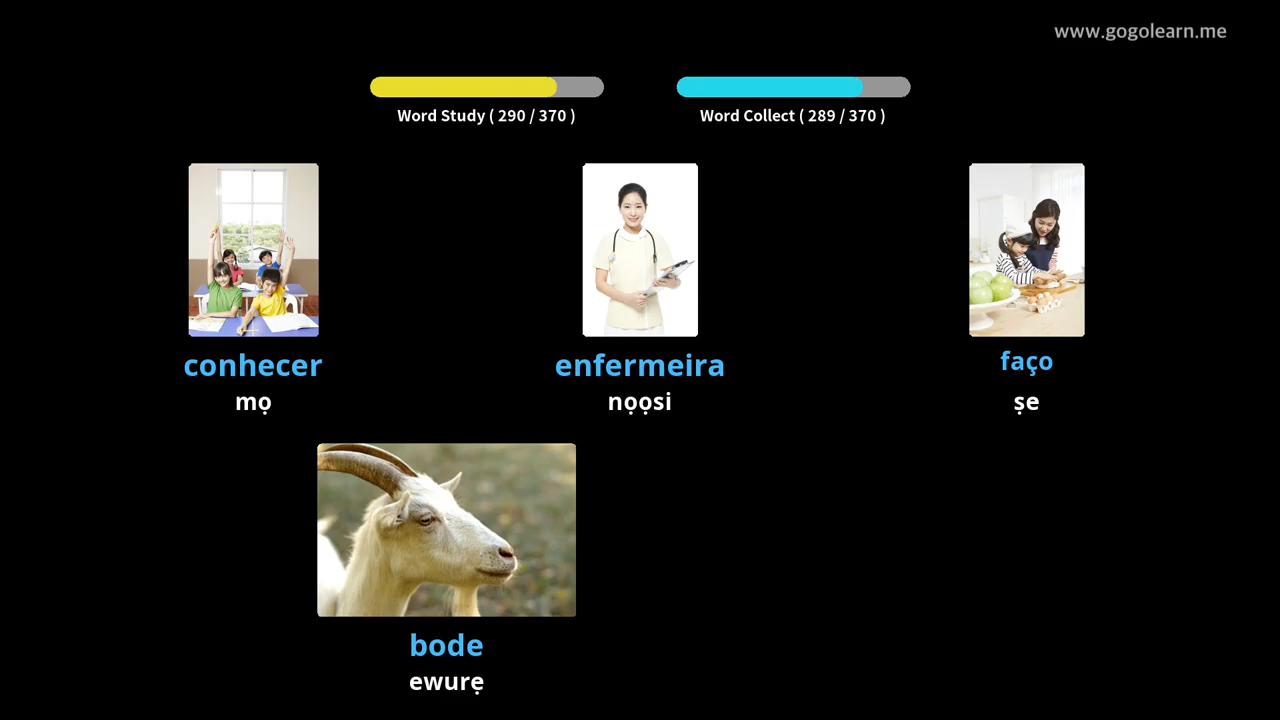 www.gogolearn.me
Word Study ( 290 / 370 )
Word Collect ( 289 / 370 )
conhecer
mọ
enfermeira
nọọsi
faço
ṣe
bode
ewurẹ